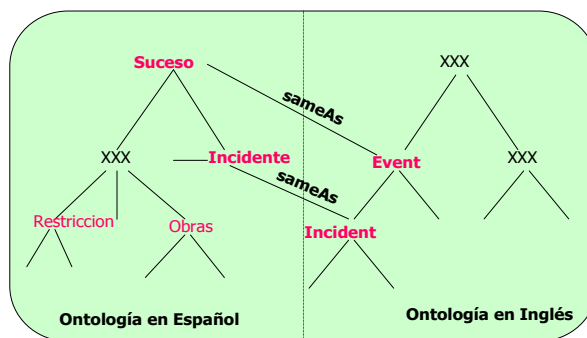 Suceso
XXX
sameAs
XXX
Incidente
Event
XXX
sameAs
Restriccion
Obras
Incident
Ontología en Español
Ontología en Inglés